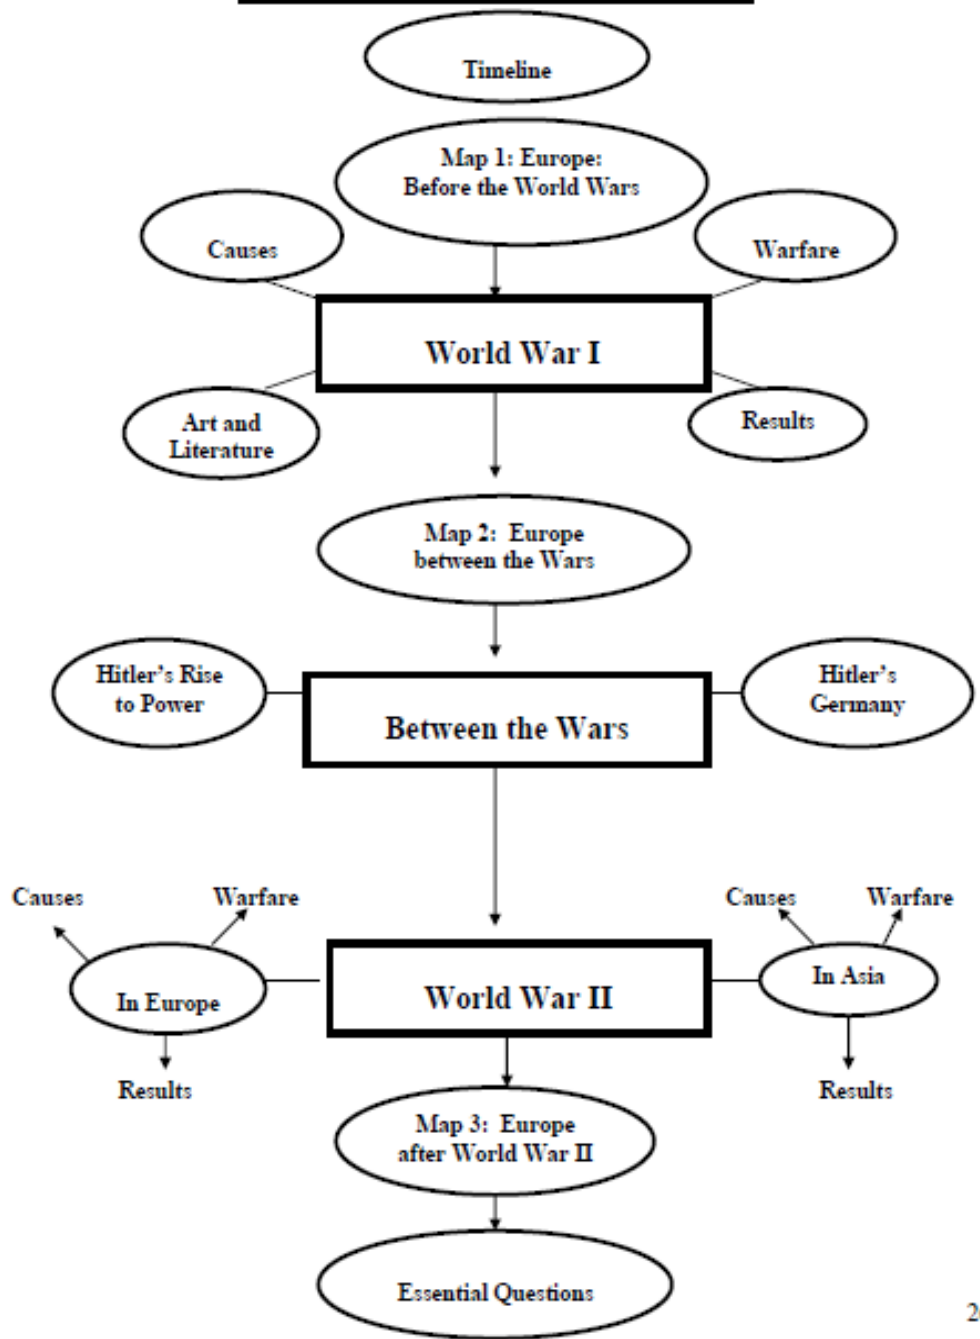 Timeline
Map 1: Europe:
Before the World Wars
Causes
Warfare
World War I
Art and
Literature
Results
Map 2: Europe
between the Wars
Hitler's Rise
to Power
Between the Wars
Hitler's
Germany
Causes
Warfare
In Europe
Results
World War II
Causes
Warfare
In Asia
Results
Map 3: Europe
after World War II
Essential Questions